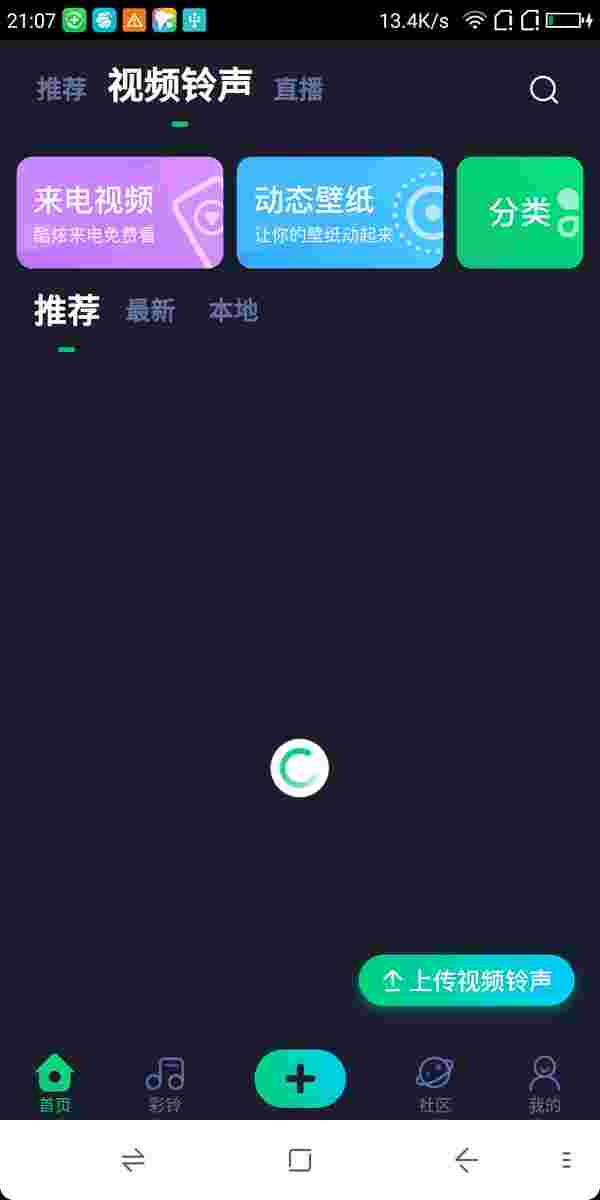 21:07 13.4K/s
推荐 视频铃声 直播
来电视频 动态壁纸 分类
酷炫来电免费看 让你的壁纸动起来
推荐 最新 本地
上传视频铃声
首页 彩铃 社区 我的